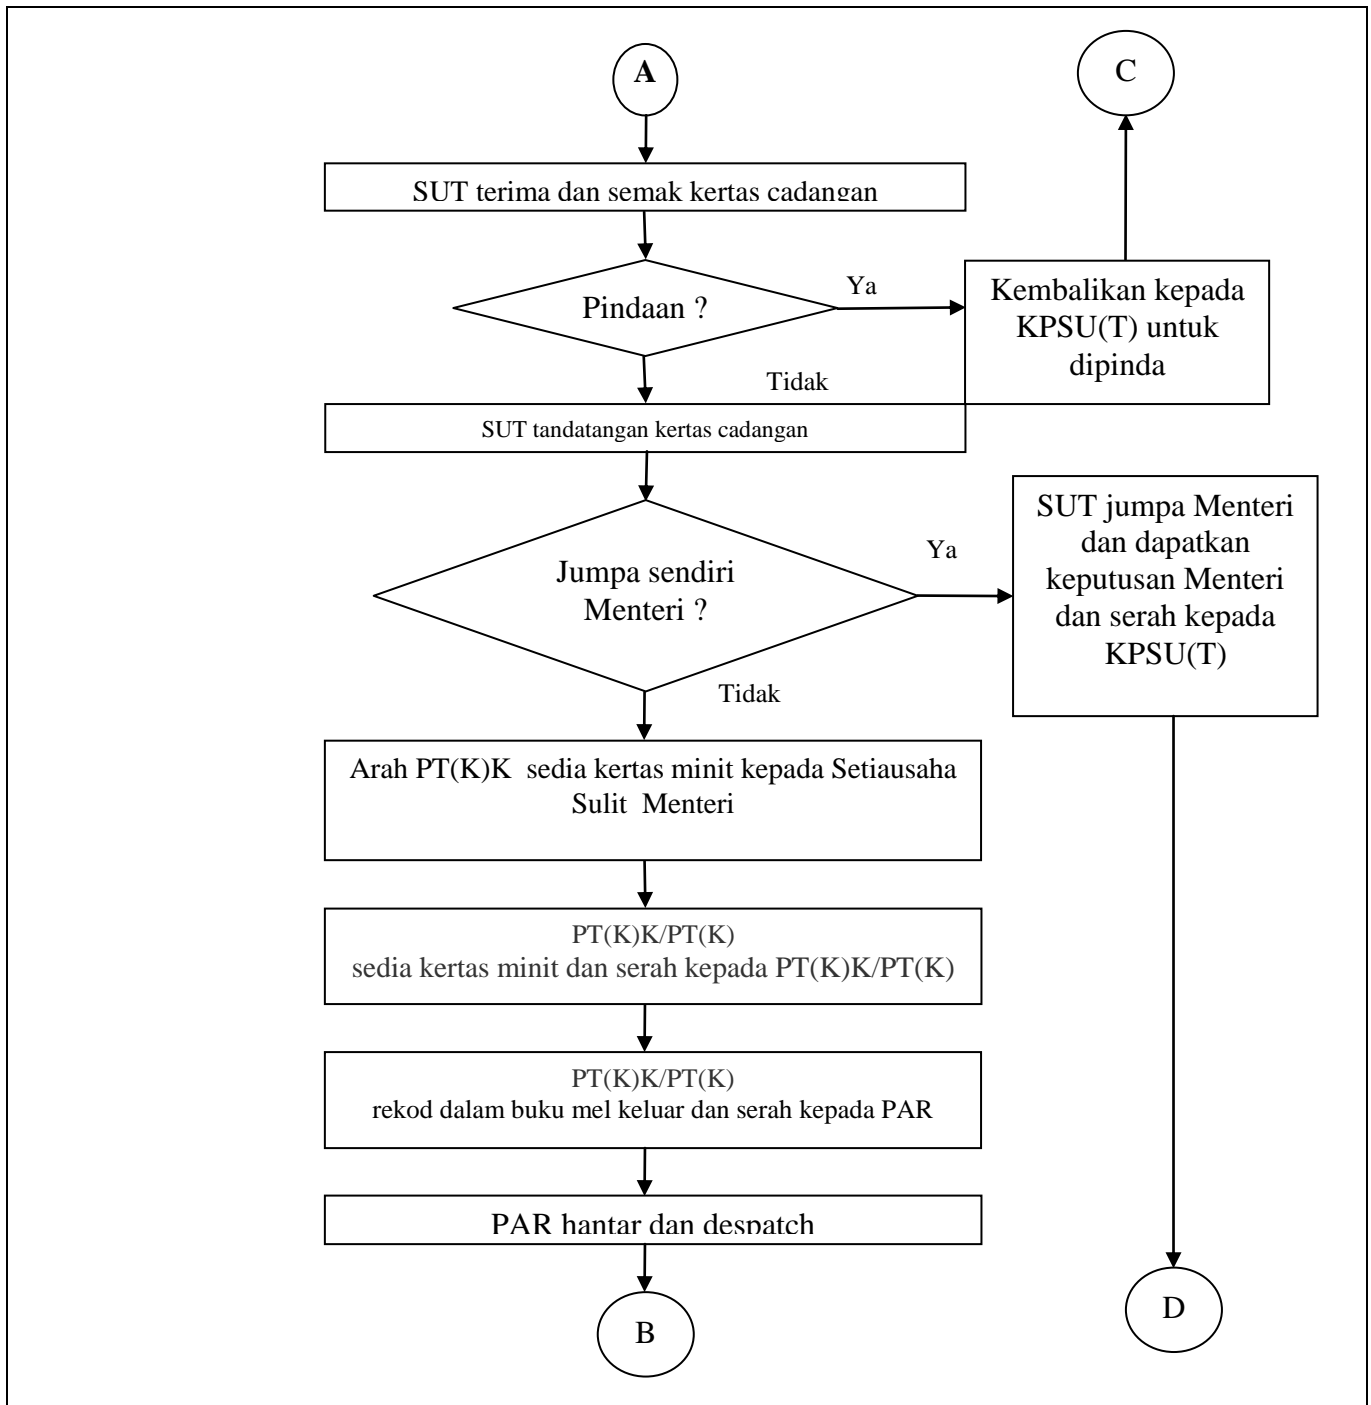 A
C
SUT terima dan semak kertas cadangan
Pindaan ?
Ya
Kembalikan kepada
KPSU(T) untuk
dipinda
Tidak
SUT tandatangan kertas cadangan
Jumpa sendiri
Menteri ?
Ya
SUT jumpa Menteri
dan dapatkan
keputusan Menteri
dan serah kepada
KPSU(T)
Tidak
Arah PT(K)K sedia kertas minit kepada Setiausaha
Sulit Menteri
PT(K)K/PT(K)
sedia kertas minit dan serah kepada PT(K)K/PT(K)
PT(K)K/PT(K)
rekod dalam buku mel keluar dan serah kepada PAR
PAR hantar dan despatch
B
D